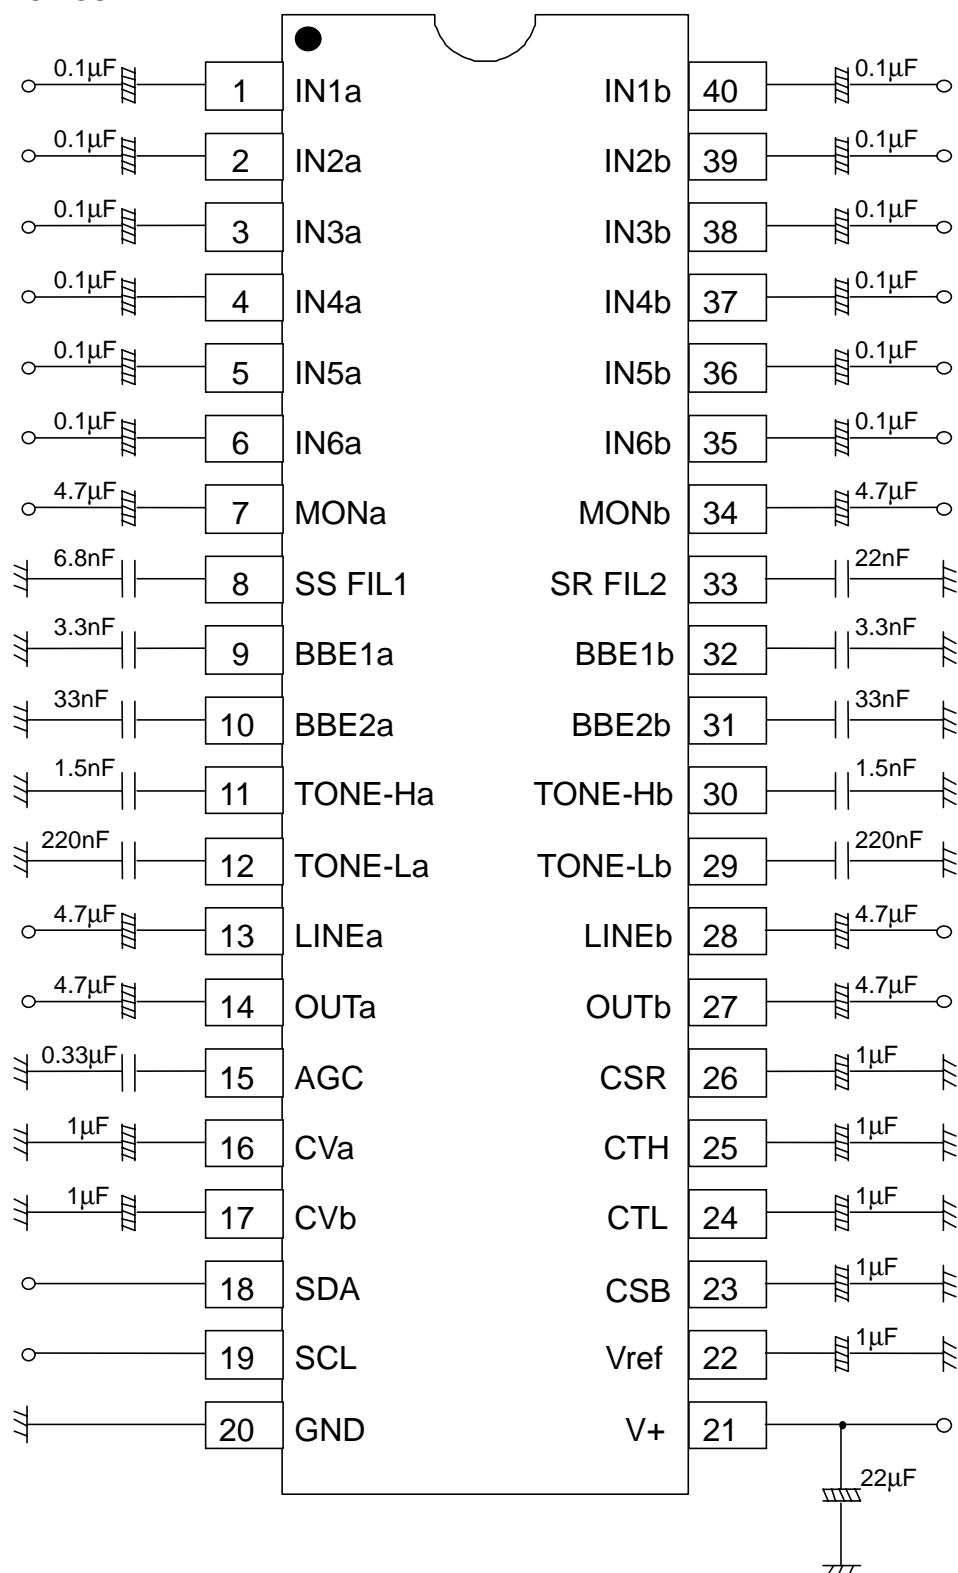 0.1µF 1 IN1a IN1b 40 0.1µF
0.1µF 2 IN2a IN2b 39 0.1µF
0.1µF 3 IN3a IN3b 38 0.1µF
0.1µF 4 IN4a IN4b 37 0.1µF
0.1µF 5 IN5a IN5b 36 0.1µF
0.1µF 6 IN6a IN6b 35 0.1µF
4.7µF 7 MONa MONb 34 4.7µF
6.8nF 8 SS FIL1 SR FIL2 33 22nF
3.3nF 9 BBE1a BBE1b 32 3.3nF
33nF 10 BBE2a BBE2b 31 33nF
1.5nF 11 TONE-Ha TONE-Hb 30 1.5nF
220nF 12 TONE-La TONE-Lb 29 220nF
4.7µF 13 LINEa LINEb 28 4.7µF
4.7µF 14 OUTa OUTb 27 4.7µF
0.33µF 15 AGC CSR 26 1µF
1µF 16 CVa CTH 25 1µF
1µF 17 CVb CTL 24 1µF
18 SDA CSB 23 1µF
19 SCL Vref 22 1µF
20 GND V+ 21
22µF